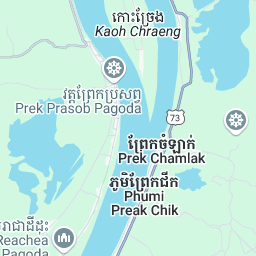 កោះច្រែង
Kaoh Chraeng
វត្តព្រែកប្រសព្វ
Prek Prasob Pagoda
73
ព្រែកចំឡាក់
Prek Chamlak
ភូមិព្រែកជីក
Phumi
Preak Chik
Reachea
Pagoda